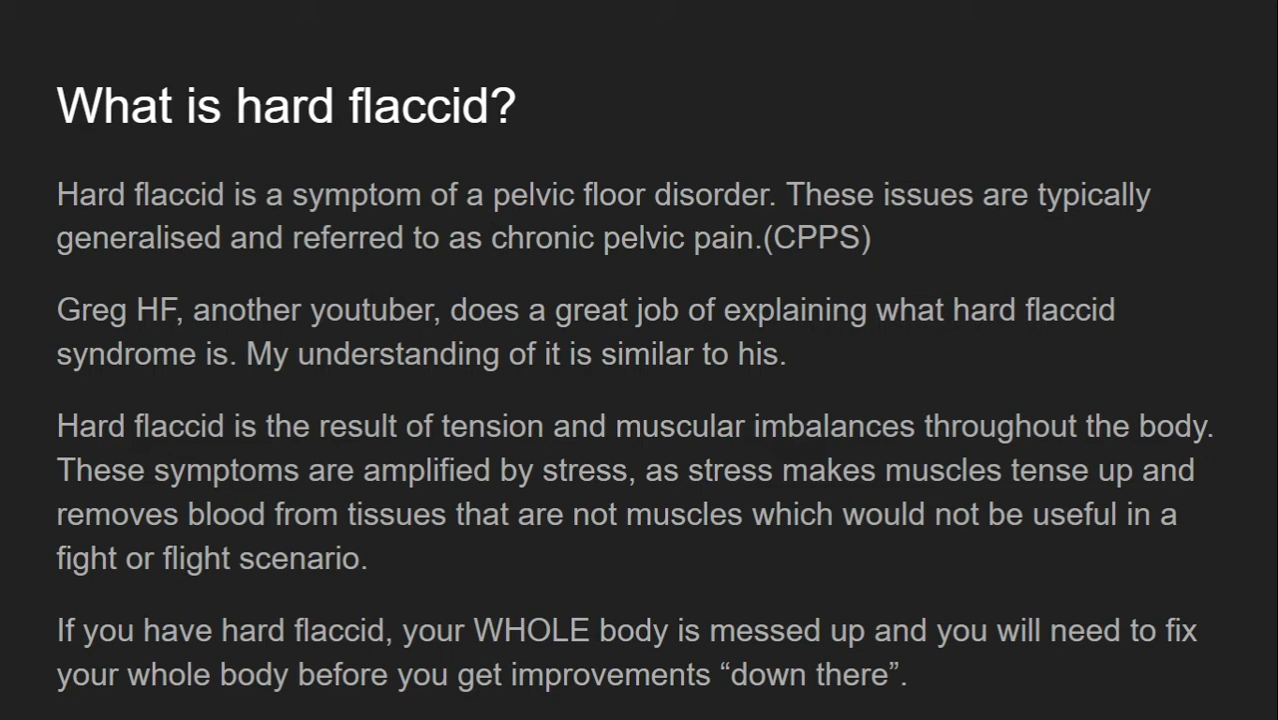 What is hard flaccid?
Hard flaccid is a symptom of a pelvic floor disorder. These issues are typically
generalised and referred to as chronic pelvic pain.(CPPS)
Greg HF, another youtuber, does a great job of explaining what hard flaccid
syndrome is. My understanding of it is similar to his.
Hard flaccid is the result of tension and muscular imbalances throughout the body.
These symptoms are amplified by stress, as stress makes muscles tense up and
removes blood from tissues that are not muscles which would not be useful in a
fight or flight scenario.
If you have hard flaccid, your WHOLE body is messed up and you will need to fix
your whole body before you get improvements “down there”.